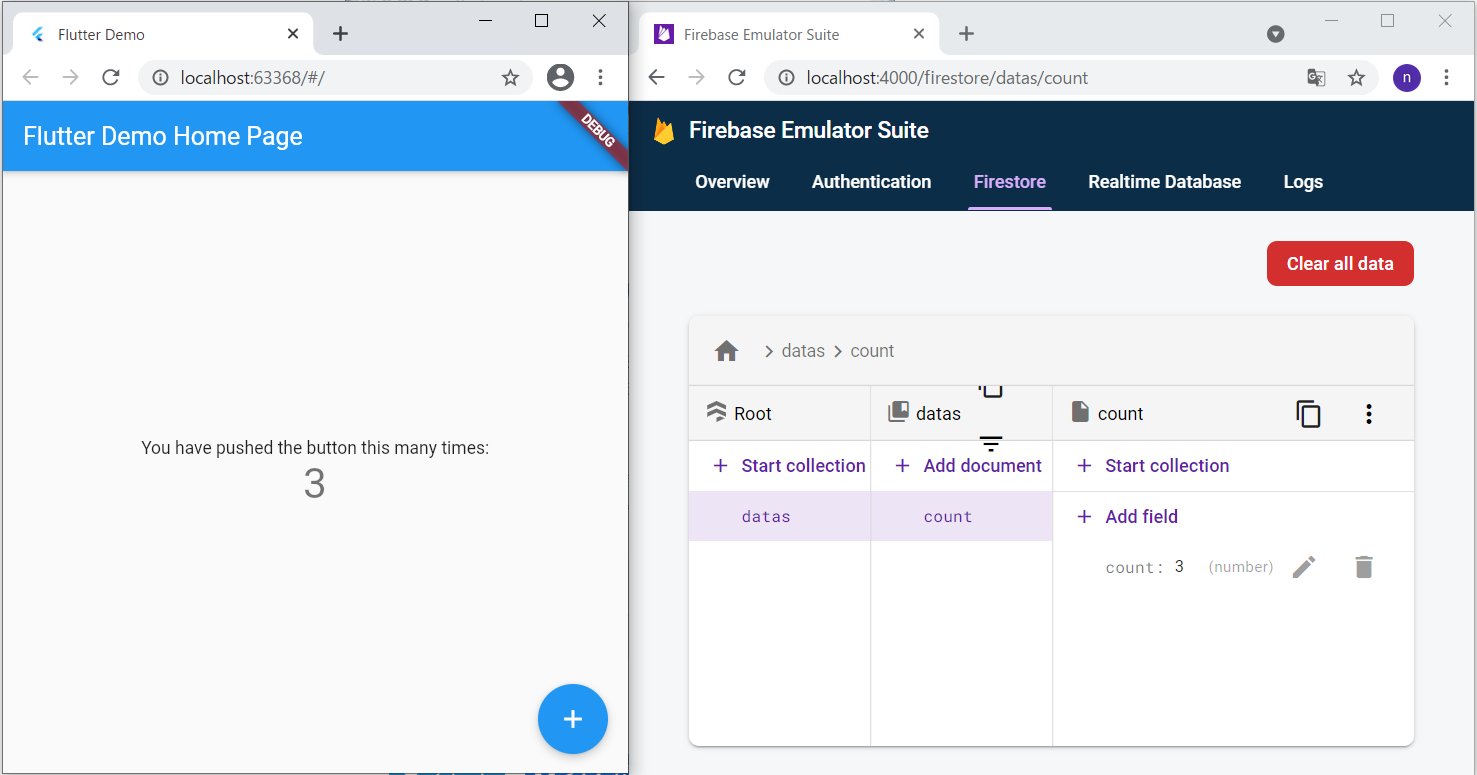 Flutter Demo
localhost:63368/#/
Flutter Demo Home Page
DEBUG
You have pushed the button this many times:
3
Firebase Emulator Suite
localhost:4000/firestore/datas/count
n
Firebase Emulator Suite
Overview Authentication Firestore Realtime Database Logs
Clear all data
datas count
Root datas count
Start collection Add document Start collection
datas count Add field
count: 3 (number)